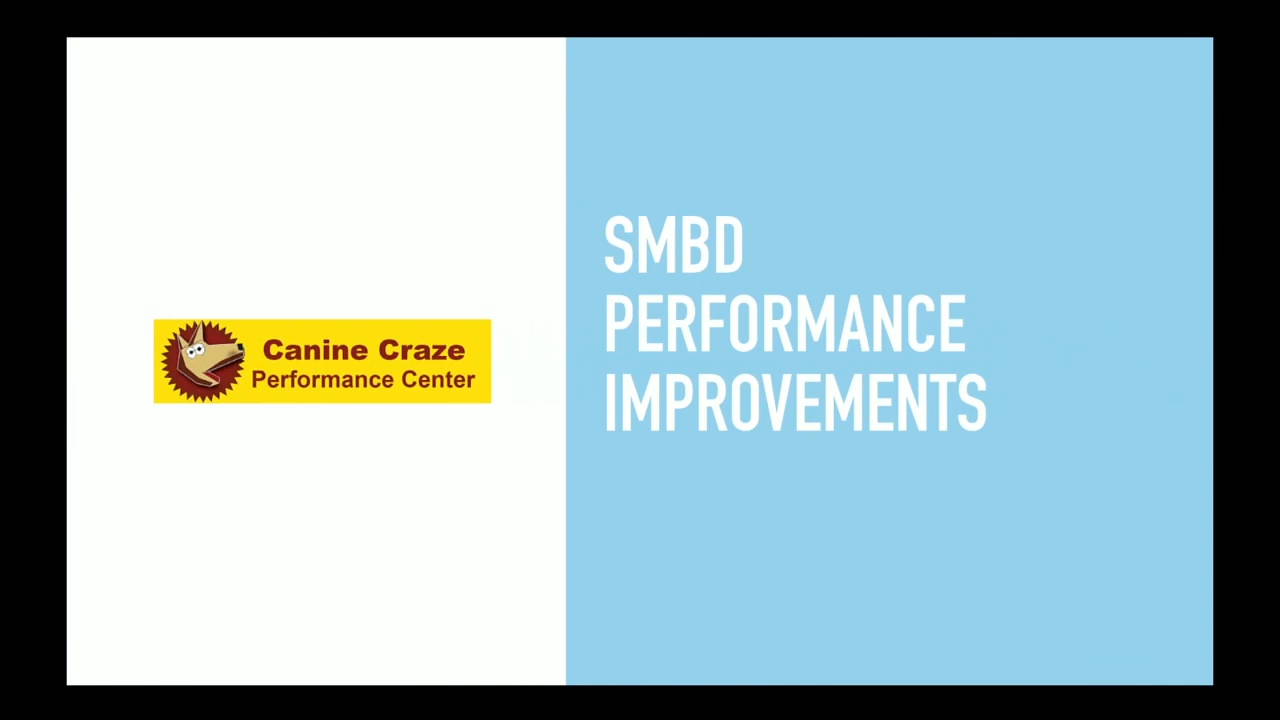 Canine Craze
Performance Center
SMBD
PERFORMANCE
IMPROVEMENTS